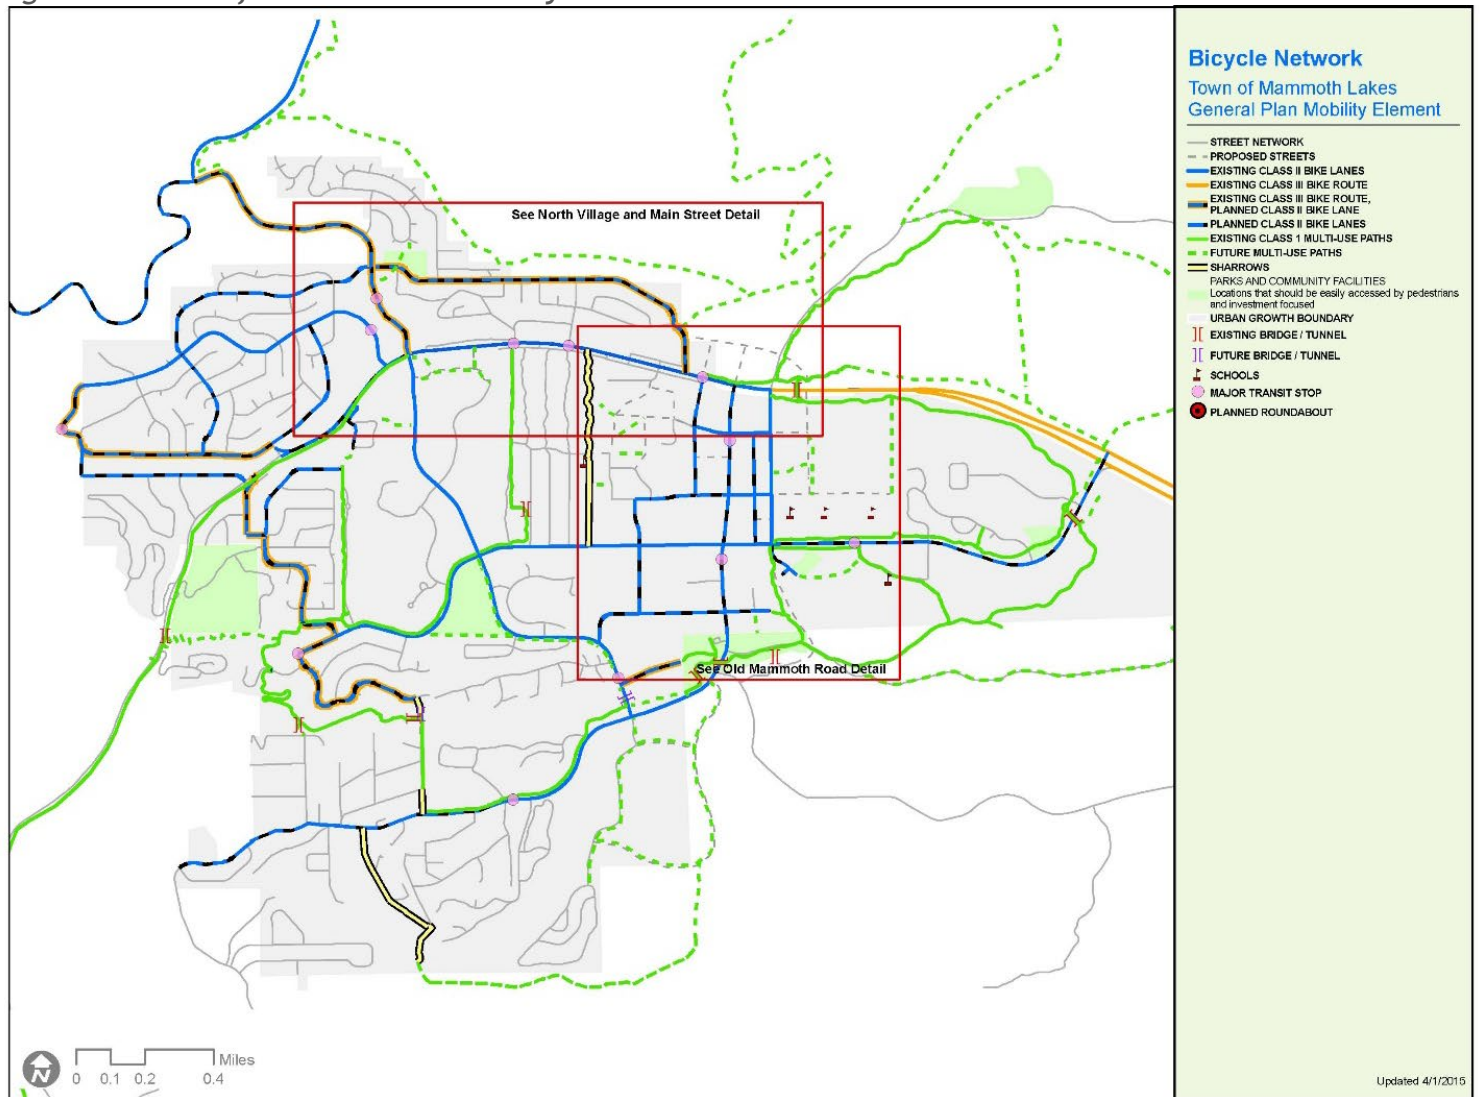 Bicycle Network
Town of Mammoth Lakes
General Plan Mobility Element
STREET NETWORK
PROPOSED STREETS
EXISTING CLASS II BIKE LANES
EXISTING CLASS III BIKE ROUTE
EXISTING CLASS III BIKE ROUTE,
PLANNED CLASS II BIKE LANE
PLANNED CLASS II BIKE LANES
EXISTING CLASS 1 MULTI-USE PATHS
FUTURE MULTI-USE PATHS
SHARROWS
PARKS AND COMMUNITY FACILITIES
Locations that should be easily accessed by pedestrians
and investment focused
URBAN GROWTH BOUNDARY
EXISTING BRIDGE / TUNNEL
FUTURE BRIDGE / TUNNEL
SCHOOLS
MAJOR TRANSIT STOP
PLANNED ROUNDABOUT
See North Village and Main Street Detail
See Old Mammoth Road Detail
N
Miles
0 0.1 0.2 0.4
Updated 4/1/2015